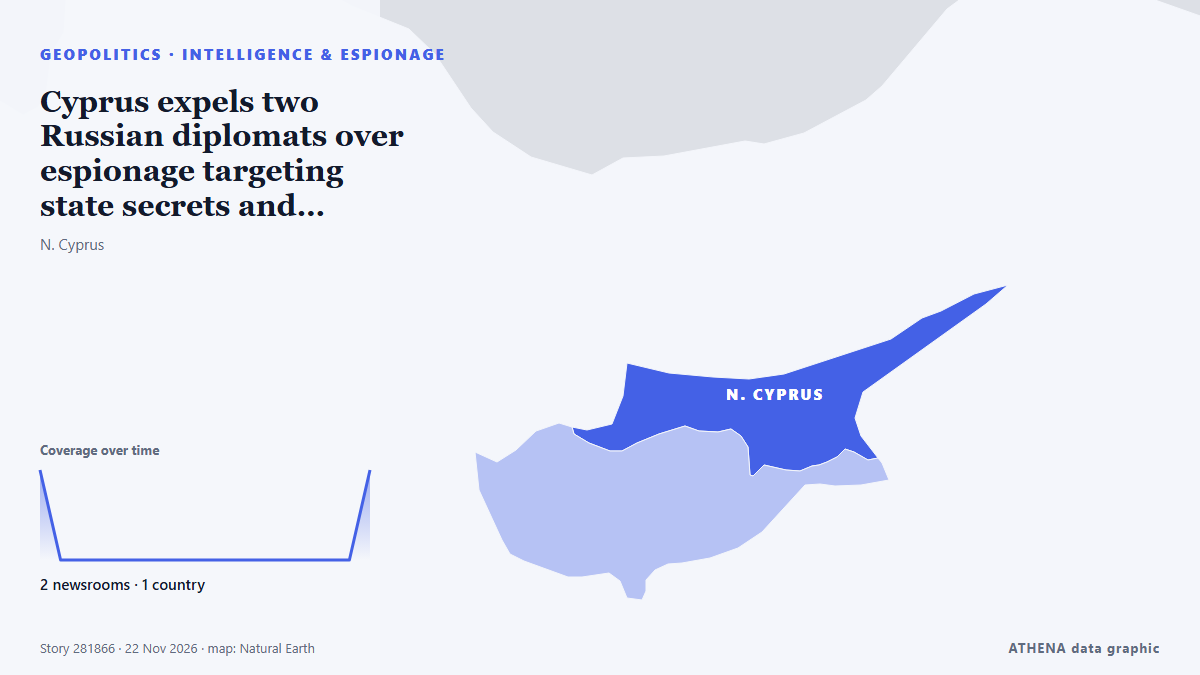 GEOPOLITICS · INTELLIGENCE & ESPIONAGE
Cyprus expels two
Russian diplomats over
espionage targeting
state secrets and...
N. Cyprus
N. CYPRUS
Coverage over time
2 newsrooms · 1 country
Story 281866 · 22 Nov 2026 · map: Natural Earth
ATHENA data graphic